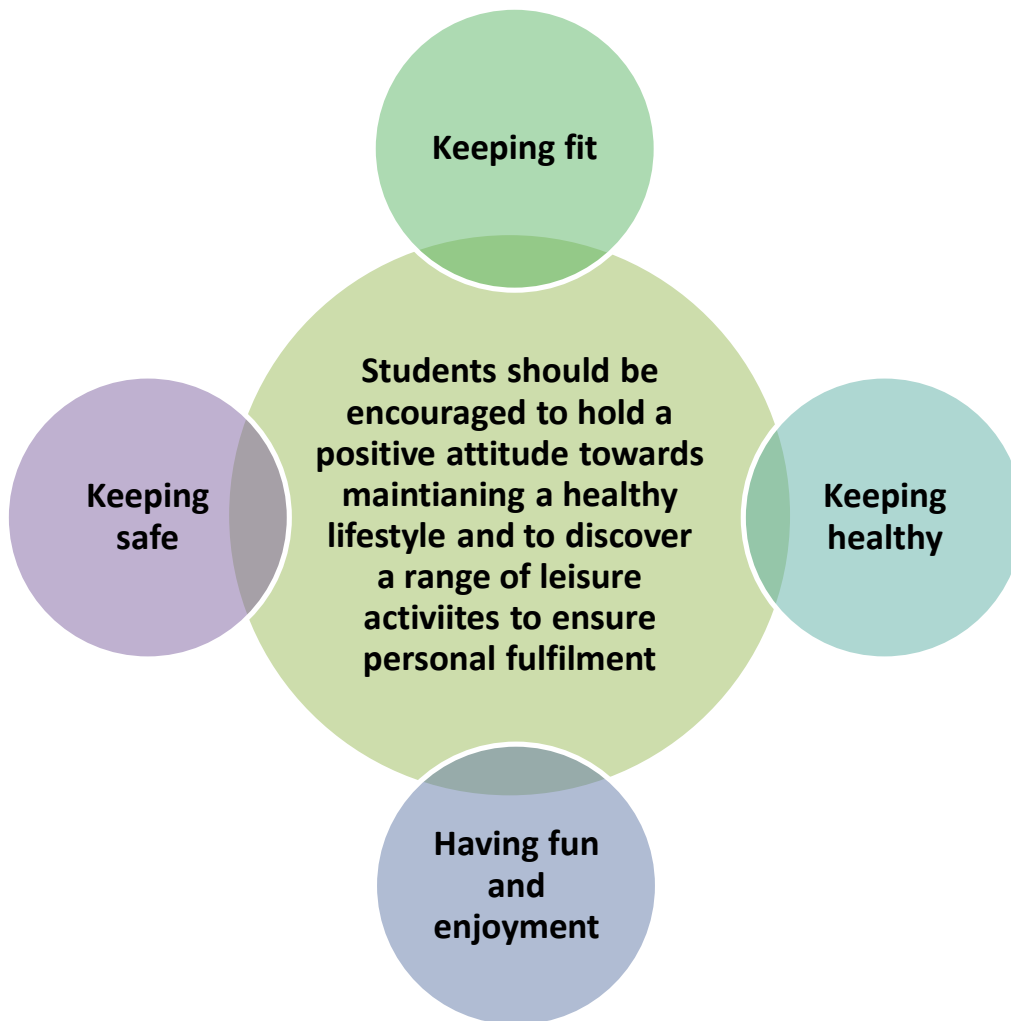 Keeping fit
Students should be
encouraged to hold a
positive attitude towards
maintianing a healthy
lifestyle and to discover
a range of leisure
activiites to ensure
personal fulfilment
Keeping
safe
Keeping
healthy
Having fun
and
enjoyment